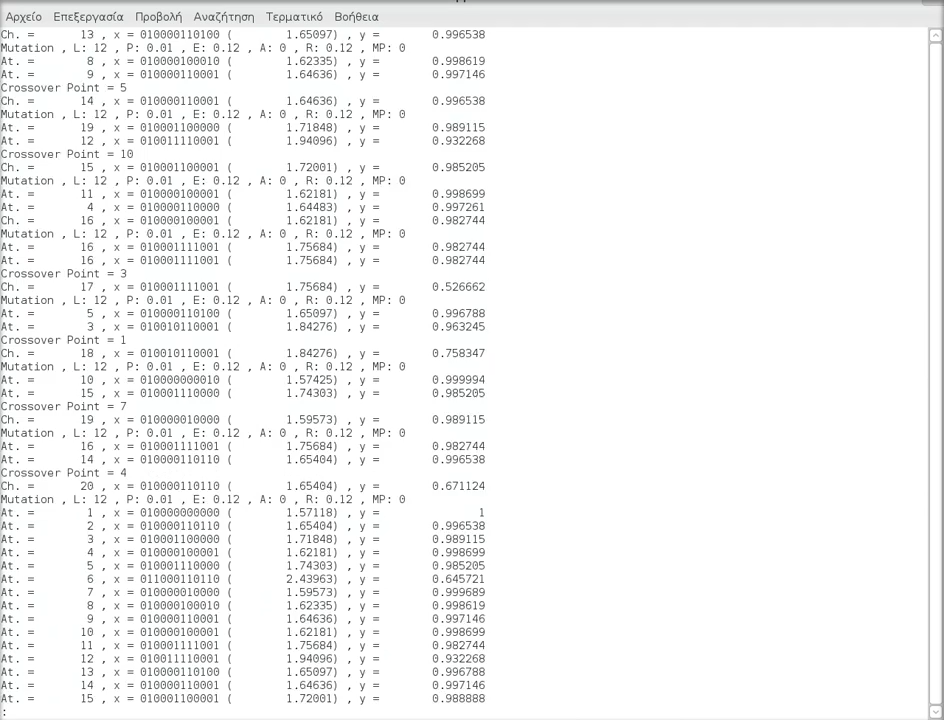 Αρχείο Επεξεργασία Προβολή Αναζήτηση Τερματικό Βοήθεια
Ch. = 13 , x = 010000110100 ( 1.65097) , y = 0.996538
Mutation , L: 12 , P: 0.01 , E: 0.12 , A: 0 , R: 0.12 , MP: 0
At. = 8 , x = 010000100010 ( 1.62335) , y = 0.998619
At. = 9 , x = 010000110001 ( 1.64636) , y = 0.997146
Crossover Point = 5
Ch. = 14 , x = 010000110001 ( 1.64636) , y = 0.996538
Mutation , L: 12 , P: 0.01 , E: 0.12 , A: 0 , R: 0.12 , MP: 0
At. = 19 , x = 010001100000 ( 1.71848) , y = 0.989115
At. = 12 , x = 010011110001 ( 1.94096) , y = 0.932268
Crossover Point = 10
Ch. = 15 , x = 010001100001 ( 1.72001) , y = 0.985205
Mutation , L: 12 , P: 0.01 , E: 0.12 , A: 0 , R: 0.12 , MP: 0
At. = 11 , x = 010000100001 ( 1.62181) , y = 0.998699
At. = 4 , x = 010000110000 ( 1.64483) , y = 0.997261
Ch. = 16 , x = 010000100001 ( 1.62181) , y = 0.982744
Mutation , L: 12 , P: 0.01 , E: 0.12 , A: 0 , R: 0.12 , MP: 0
At. = 16 , x = 010001111001 ( 1.75684) , y = 0.982744
At. = 16 , x = 010001111001 ( 1.75684) , y = 0.982744
Crossover Point = 3
Ch. = 17 , x = 010001111001 ( 1.75684) , y = 0.526662
Mutation , L: 12 , P: 0.01 , E: 0.12 , A: 0 , R: 0.12 , MP: 0
At. = 5 , x = 010000110100 ( 1.65097) , y = 0.996788
At. = 3 , x = 010010110001 ( 1.84276) , y = 0.963245
Crossover Point = 1
Ch. = 18 , x = 010010110001 ( 1.84276) , y = 0.758347
Mutation , L: 12 , P: 0.01 , E: 0.12 , A: 0 , R: 0.12 , MP: 0
At. = 10 , x = 010000000010 ( 1.57425) , y = 0.999994
At. = 15 , x = 010001110000 ( 1.74303) , y = 0.985205
Crossover Point = 7
Ch. = 19 , x = 010000010000 ( 1.59573) , y = 0.989115
Mutation , L: 12 , P: 0.01 , E: 0.12 , A: 0 , R: 0.12 , MP: 0
At. = 16 , x = 010001111001 ( 1.75684) , y = 0.982744
At. = 14 , x = 010000110110 ( 1.65404) , y = 0.996538
Crossover Point = 4
Ch. = 20 , x = 010000110110 ( 1.65404) , y = 0.671124
Mutation , L: 12 , P: 0.01 , E: 0.12 , A: 0 , R: 0.12 , MP: 0
At. = 1 , x = 010000000000 ( 1.57118) , y = 1
At. = 2 , x = 010000110110 ( 1.65404) , y = 0.996538
At. = 3 , x = 010001100000 ( 1.71848) , y = 0.989115
At. = 4 , x = 010000100001 ( 1.62181) , y = 0.998699
At. = 5 , x = 010001110000 ( 1.74303) , y = 0.985205
At. = 6 , x = 011000110110 ( 2.43963) , y = 0.645721
At. = 7 , x = 010000010000 ( 1.59573) , y = 0.999689
At. = 8 , x = 010000100010 ( 1.62335) , y = 0.998619
At. = 9 , x = 010000110001 ( 1.64636) , y = 0.997146
At. = 10 , x = 010000100001 ( 1.62181) , y = 0.998699
At. = 11 , x = 010001111001 ( 1.75684) , y = 0.982744
At. = 12 , x = 010011110001 ( 1.94096) , y = 0.932268
At. = 13 , x = 010000110100 ( 1.65097) , y = 0.996788
At. = 14 , x = 010000110001 ( 1.64636) , y = 0.997146
At. = 15 , x = 010001100001 ( 1.72001) , y = 0.988888
: